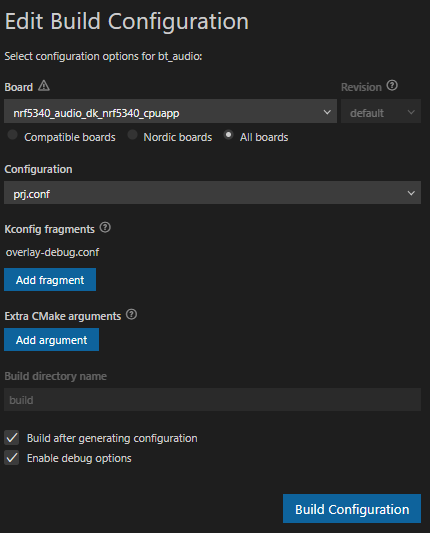 Edit Build Configuration
Select configuration options for bt_audio:
Board Revision
nrf5340_audio_dk_nrf5340_cpuapp default
Compatible boards Nordic boards All boards
Configuration
prj.conf
Kconfig fragments
overlay-debug.conf
Add fragment
Extra CMake arguments
Add argument
Build directory name
build
Build after generating configuration
Enable debug options
Build Configuration